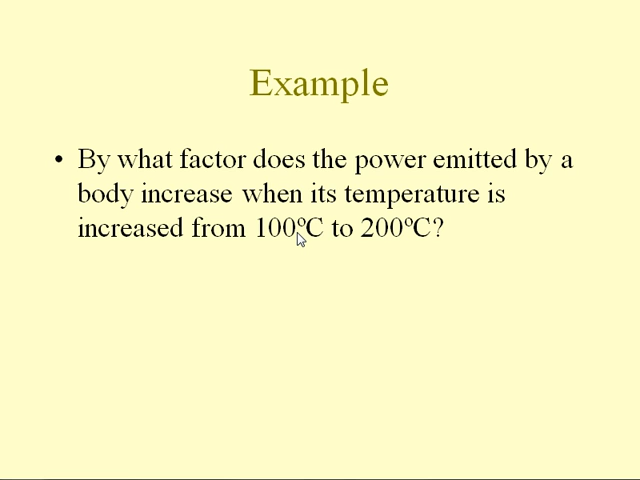 Example
• By what factor does the power emitted by a
body increase when its temperature is
increased from 100ºC to 200ºC?